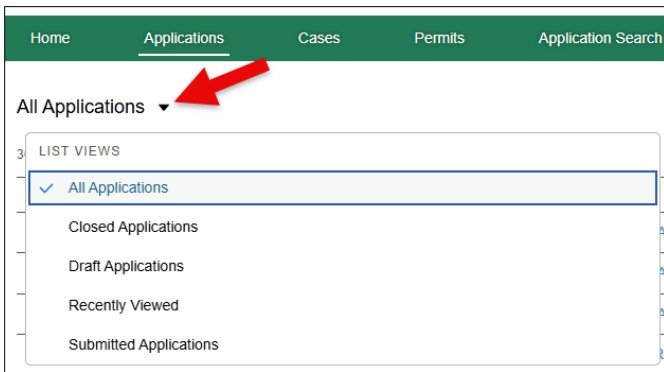 Home Applications Cases Permits Application Search
All Applications
LIST VIEWS
All Applications
Closed Applications
Draft Applications
Recently Viewed
Submitted Applications